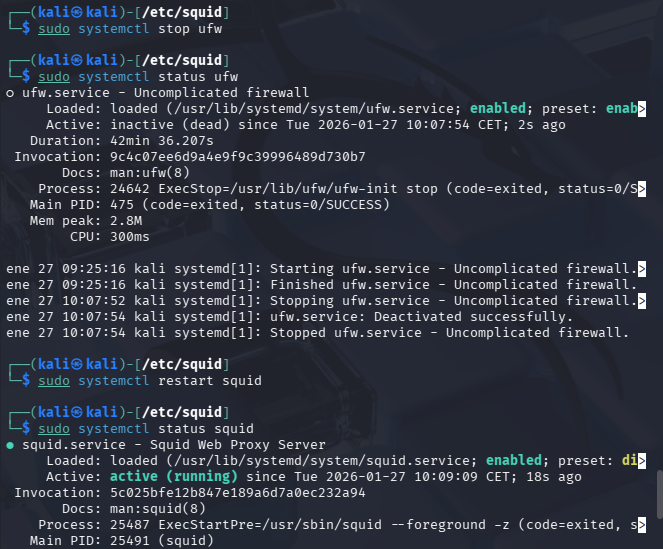 ┌──(kali㉿kali)-[/etc/squid]
└─$ sudo systemctl stop ufw
┌──(kali㉿kali)-[/etc/squid]
└─$ sudo systemctl status ufw
○ ufw.service - Uncomplicated firewall
Loaded: loaded (/usr/lib/systemd/system/ufw.service; enabled; preset: enab>
Active: inactive (dead) since Tue 2026-01-27 10:07:54 CET; 2s ago
Duration: 42min 36.207s
Invocation: 9c4c07ee6d9a4e9f9c39996489d730b7
Docs: man:ufw(8)
Process: 24642 ExecStop=/usr/lib/ufw/ufw-init stop (code=exited, status=0/S>
Main PID: 475 (code=exited, status=0/SUCCESS)
Mem peak: 2.8M
CPU: 300ms
ene 27 09:25:16 kali systemd[1]: Starting ufw.service - Uncomplicated firewall.>
ene 27 09:25:16 kali systemd[1]: Finished ufw.service - Uncomplicated firewall.
ene 27 10:07:52 kali systemd[1]: Stopping ufw.service - Uncomplicated firewall.>
ene 27 10:07:54 kali systemd[1]: ufw.service: Deactivated successfully.
ene 27 10:07:54 kali systemd[1]: Stopped ufw.service - Uncomplicated firewall.
┌──(kali㉿kali)-[/etc/squid]
└─$ sudo systemctl restart squid
┌──(kali㉿kali)-[/etc/squid]
└─$ sudo systemctl status squid
● squid.service - Squid Web Proxy Server
Loaded: loaded (/usr/lib/systemd/system/squid.service; enabled; preset: di>
Active: active (running) since Tue 2026-01-27 10:09:09 CET; 18s ago
Invocation: 5c025bfe12b847e189a6d7a0ec232a94
Docs: man:squid(8)
Process: 25487 ExecStartPre=/usr/sbin/squid --foreground -z (code=exited, s>
Main PID: 25491 (squid)